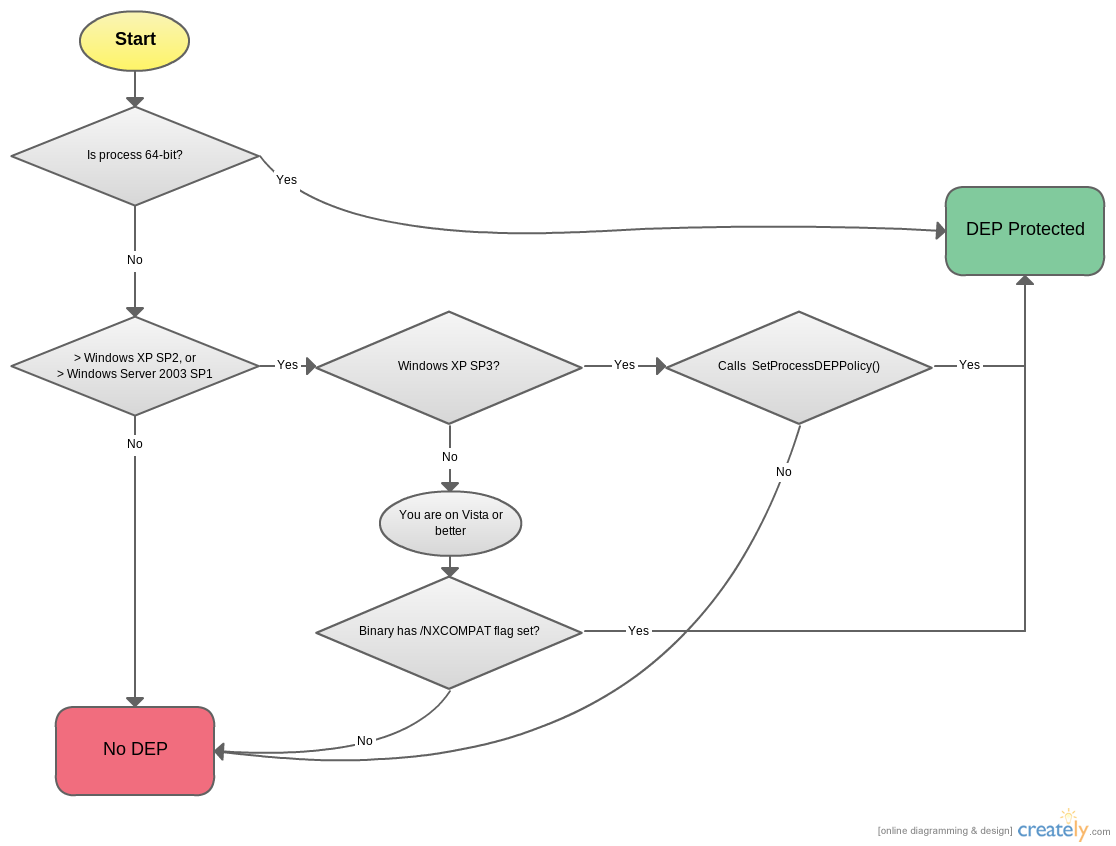 Start
Is process 64-bit?
Yes
DEP Protected
No
> Windows XP SP2, or
> Windows Server 2003 SP1
Yes
Windows XP SP3?
Yes
Calls  SetProcessDEPPolicy()
Yes
No
No
No
You are on Vista or
better
Binary has /NXCOMPAT flag set?
Yes
No
No DEP
[online diagramming & design] creately.com